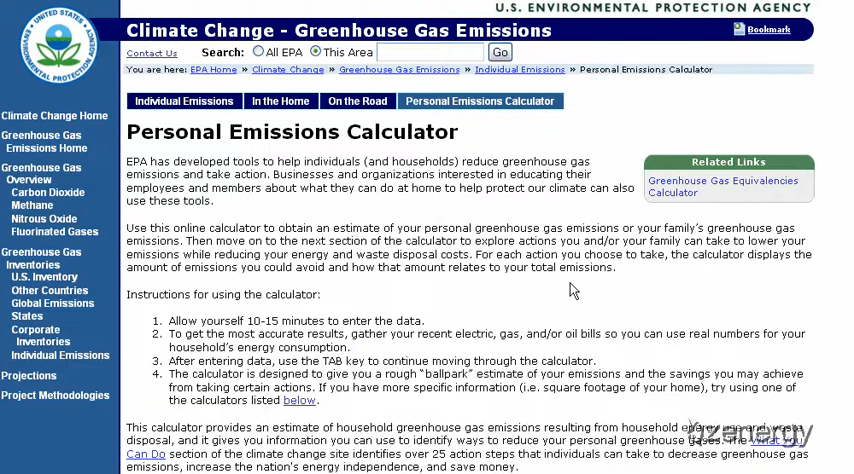 U.S. ENVIRONMENTAL PROTECTION AGENCY
UNITED STATES
ENVIRONMENTAL PROTECTION AGENCY
Climate Change - Greenhouse Gas Emissions
Bookmark
Contact Us
Search:
All EPA
This Area
Go
You are here: EPA Home » Climate Change » Greenhouse Gas Emissions » Individual Emissions » Personal Emissions Calculator
Climate Change Home
Greenhouse Gas
Emissions Home
Greenhouse Gas
Overview
Carbon Dioxide
Methane
Nitrous Oxide
Fluorinated Gases
Greenhouse Gas
Inventories
U.S. Inventory
Other Countries
Global Emissions
States
Corporate
Inventories
Individual Emissions
Projections
Project Methodologies
Individual Emissions
In the Home
On the Road
Personal Emissions Calculator
Personal Emissions Calculator
EPA has developed tools to help individuals (and households) reduce greenhouse gas
emissions and take action. Businesses and organizations interested in educating their
employees and members about what they can do at home to help protect our climate can also
use these tools.
Related Links
Greenhouse Gas Equivalencies
Calculator
Use this online calculator to obtain an estimate of your personal greenhouse gas emissions or your family's greenhouse gas
emissions. Then move on to the next section of the calculator to explore actions you and/or your family can take to lower your
emissions while reducing your energy and waste disposal costs. For each action you choose to take, the calculator displays the
amount of emissions you could avoid and how that amount relates to your total emissions.
Instructions for using the calculator:
1. Allow yourself 10-15 minutes to enter the data.
2. To get the most accurate results, gather your recent electric, gas, and/or oil bills so you can use real numbers for your
household's energy consumption.
3. After entering data, use the TAB key to continue moving through the calculator.
4. The calculator is designed to give you a rough "ballpark" estimate of your emissions and the savings you may achieve
from taking certain actions. If you have more specific information (i.e. square footage of your home), try using one of
the calculators listed below.
This calculator provides an estimate of household greenhouse gas emissions resulting from household energy use and waste
disposal, and it gives you information you can use to identify ways to reduce your personal greenhouse gases. The What you
Can Do section of the climate change site identifies over 25 action steps that individuals can take to decrease greenhouse gas
emissions, increase the nation's energy independence, and save money.